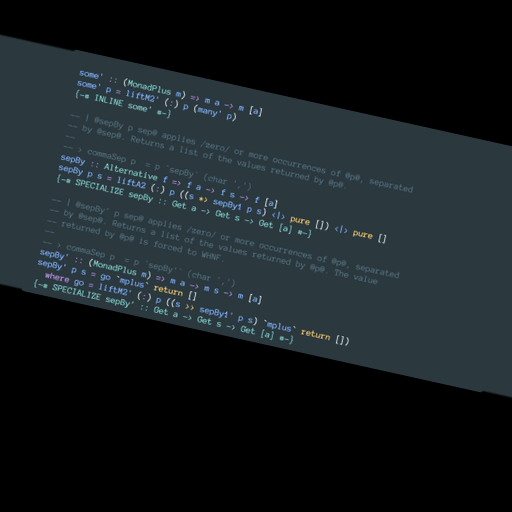 some' :: (MonadPlus m) => m a -> m [a]
some' p = liftM2' (:) p (many' p)
{-# INLINE some' #-}
-- | @sepBy p sep@ applies /zero/ or more occurrences of @p@, separated
-- by @sep@. Returns a list of the values returned by @p@.
--
-- > commaSep p  = p `sepBy` (char ',')
sepBy :: Alternative f => f a -> f s -> f [a]
sepBy p s = liftA2 (:) p ((s *> sepBy1 p s) <|> pure []) <|> pure []
{-# SPECIALIZE sepBy :: Get a -> Get s -> Get [a] #-}
-- | @sepBy' p sep@ applies /zero/ or more occurrences of @p@, separated
-- by @sep@. Returns a list of the values returned by @p@. The value
-- returned by @p@ is forced to WHNF.
--
-- > commaSep p  = p `sepBy'` (char ',')
sepBy' :: (MonadPlus m) => m a -> m s -> m [a]
sepBy' p s = go `mplus` return []
where go = liftM2' (:) p ((s >> sepBy1' p s) `mplus` return [])
{-# SPECIALIZE sepBy' :: Get a -> Get s -> Get [a] #-}